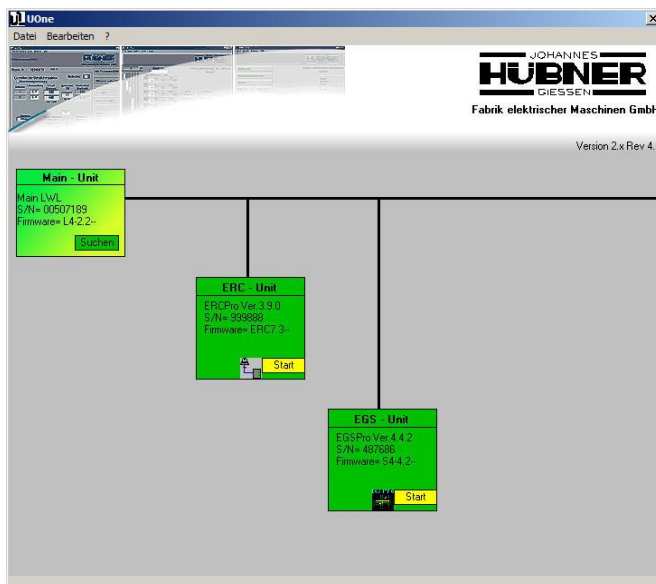 UOne
Datei Bearbeiten ?
HÜBNER
JOHANNES
HÜBNER
GIESSEN
Fabrik elektrischer Maschinen GmbH
Version 2.x Rev 4.
Main - Unit
Main LWL
S/N= 00507189
Firmware= L4-2.2--
Suchen
ERC - Unit
ERCPro Ver.3.9.0
S/N= 999888
Firmware= ERC7.3--
Start
EGS - Unit
EGSPro Ver.4.4.2
S/N= 487686
Firmware= S4-4.2--
Start